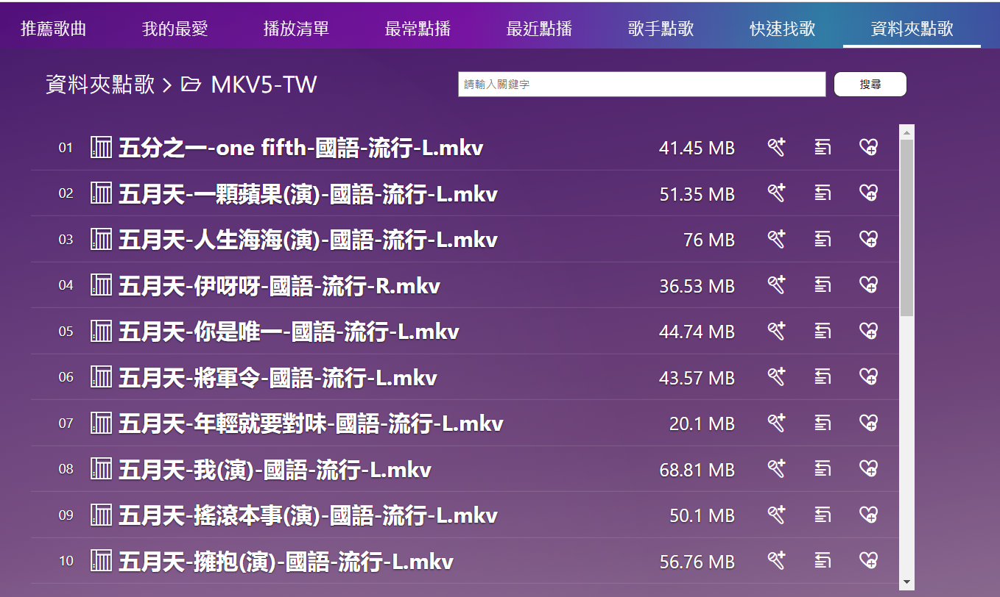 推薦歌曲 我的最愛 播放清單 最常點播 最近點播 歌手點歌 快速找歌 資料夾點歌
資料夾點歌 > MKV5-TW 請輸入關鍵字 搜尋
01 五分之一-one fifth-國語-流行-L.mkv 41.45 MB
02 五月天-一顆蘋果(演)-國語-流行-L.mkv 51.35 MB
03 五月天-人生海海(演)-國語-流行-L.mkv 76 MB
04 五月天-伊呀呀-國語-流行-R.mkv 36.53 MB
05 五月天-你是唯一-國語-流行-L.mkv 44.74 MB
06 五月天-將軍令-國語-流行-L.mkv 43.57 MB
07 五月天-年輕就要對味-國語-流行-L.mkv 20.1 MB
08 五月天-我(演)-國語-流行-L.mkv 68.81 MB
09 五月天-搖滾本事(演)-國語-流行-L.mkv 50.1 MB
10 五月天-擁抱(演)-國語-流行-L.mkv 56.76 MB